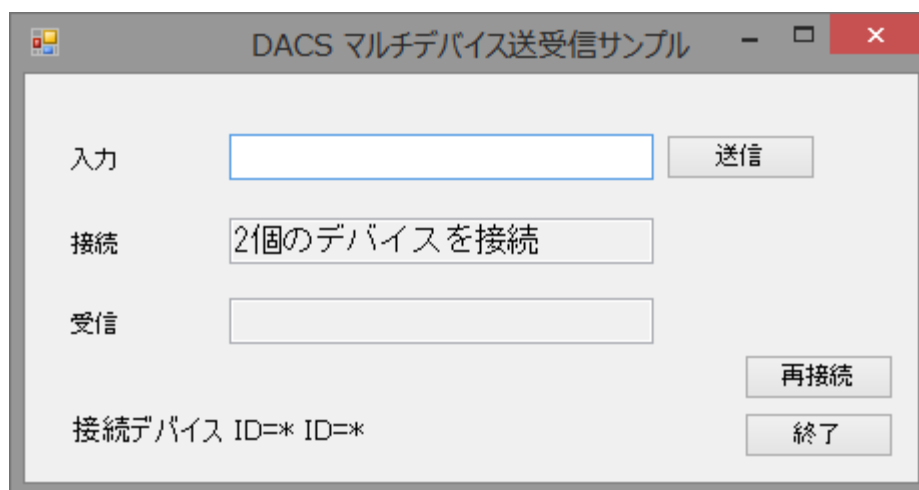 DACS マルチデバイス送受信サンプル
入力
送信
接続
2個のデバイスを接続
受信
再接続
接続デバイス ID=* ID=*
終了